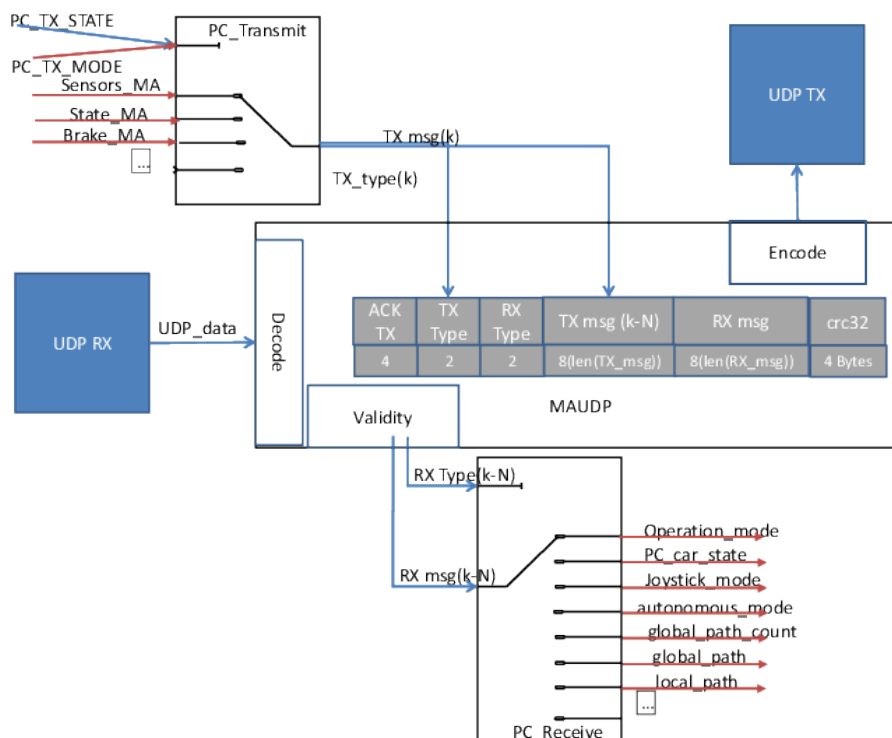 PC_TX_STATE
PC_Transmit
PC_TX_MODE
Sensors_MA
State_MA
Brake_MA
...
TX msg(k)
TX_type(k)
UDP TX
Encode
UDP RX
UDP_data
Decode
ACK TX
TX Type
RX Type
TX msg (k-N)
RX msg
crc32
4
2
2
8(len(TX_msg))
8(len(RX_msg))
4 Bytes
MAUDP
Validity
RX Type(k-N)
RX msg(k-N)
Operation_mode
PC_car_state
Joystick_mode
autonomous_mode
global_path_count
global_path
local_path
...
PC_Receive